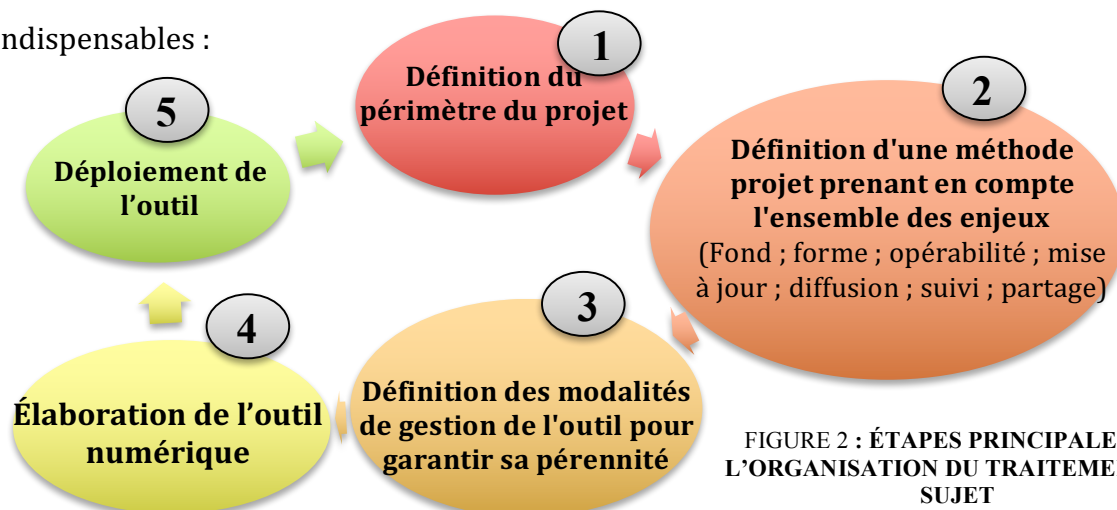 ndispensables :
1
Définition du
périmètre du projet
2
Définition d'une méthode
projet prenant en compte
l'ensemble des enjeux
(Fond ; forme ; opérabilité ; mise
à jour ; diffusion ; suivi ; partage)
3
Définition des modalités
de gestion de l'outil pour
garantir sa pérennité
4
Élaboration de l’outil
numérique
5
Déploiement de
l’outil
FIGURE 2 : ÉTAPES PRINCIPALE
L’ORGANISATION DU TRAITEME
SUJET